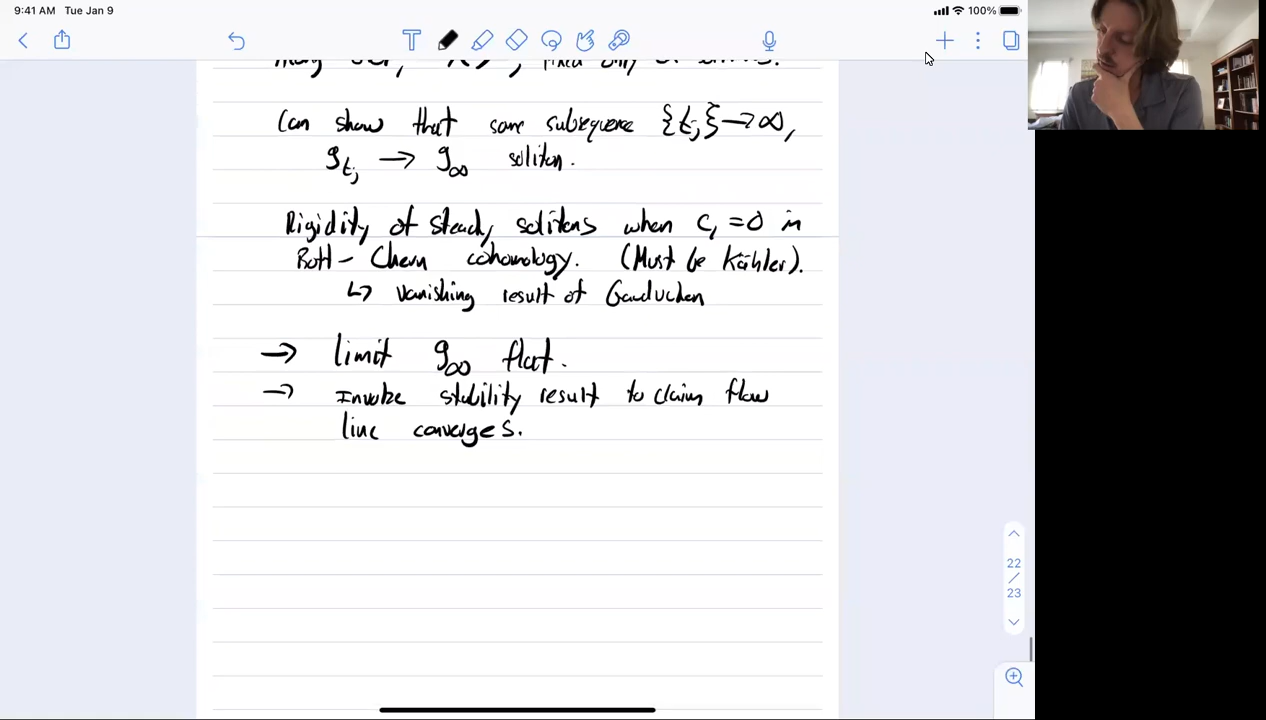 9:41 AM Tue Jan 9
100%
Can show that some subsequence {t_j} → ∞,
g_{t_j} → g_∞ soliton.
Rigidity of steady solitons when c_1 = 0 in
Bott - Chern cohomology. (Must be Kähler).
↳ vanishing result of Gauduchon
→ limit g_∞ flat.
→ Invoke stability result to claim flow
line converges.
22
/
23